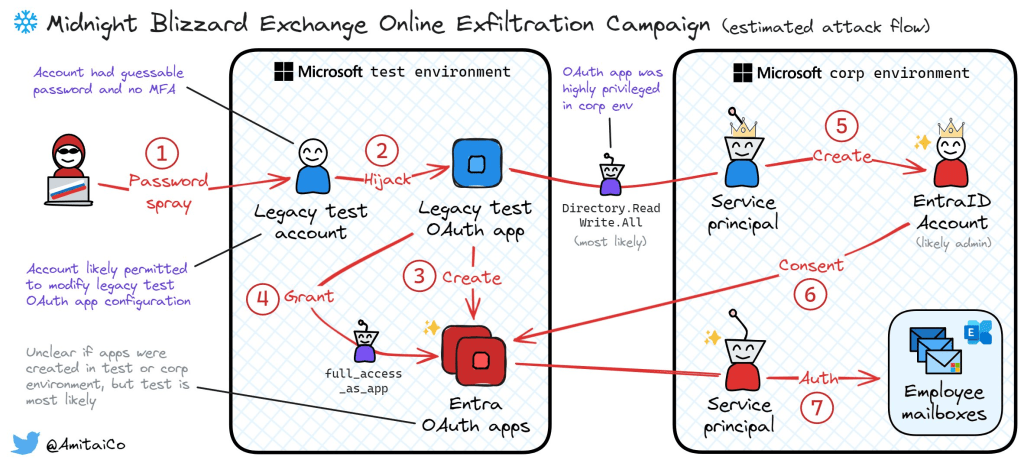 Midnight Blizzard Exchange Online Exfiltration Campaign (estimated attack flow)
Account had guessable
password and no MFA
Microsoft test environment
OAuth app was
highly privileged
in corp env
Microsoft corp environment
1
Password
spray
2
Hijack
5
Create
Legacy test
account
Legacy test
OAuth app
Directory.Read
Write.All
(most likely)
Service
principal
EntraID
Account
(likely admin)
Account likely permitted
to modify legacy test
OAuth app configuration
4
Grant
3
Create
Consent
6
Unclear if apps were
created in test or corp
environment, but test is
most likely
full_access
_as_app
Entra
OAuth apps
Service
principal
Auth
7
E
Employee
mailboxes
@AmitaiCo